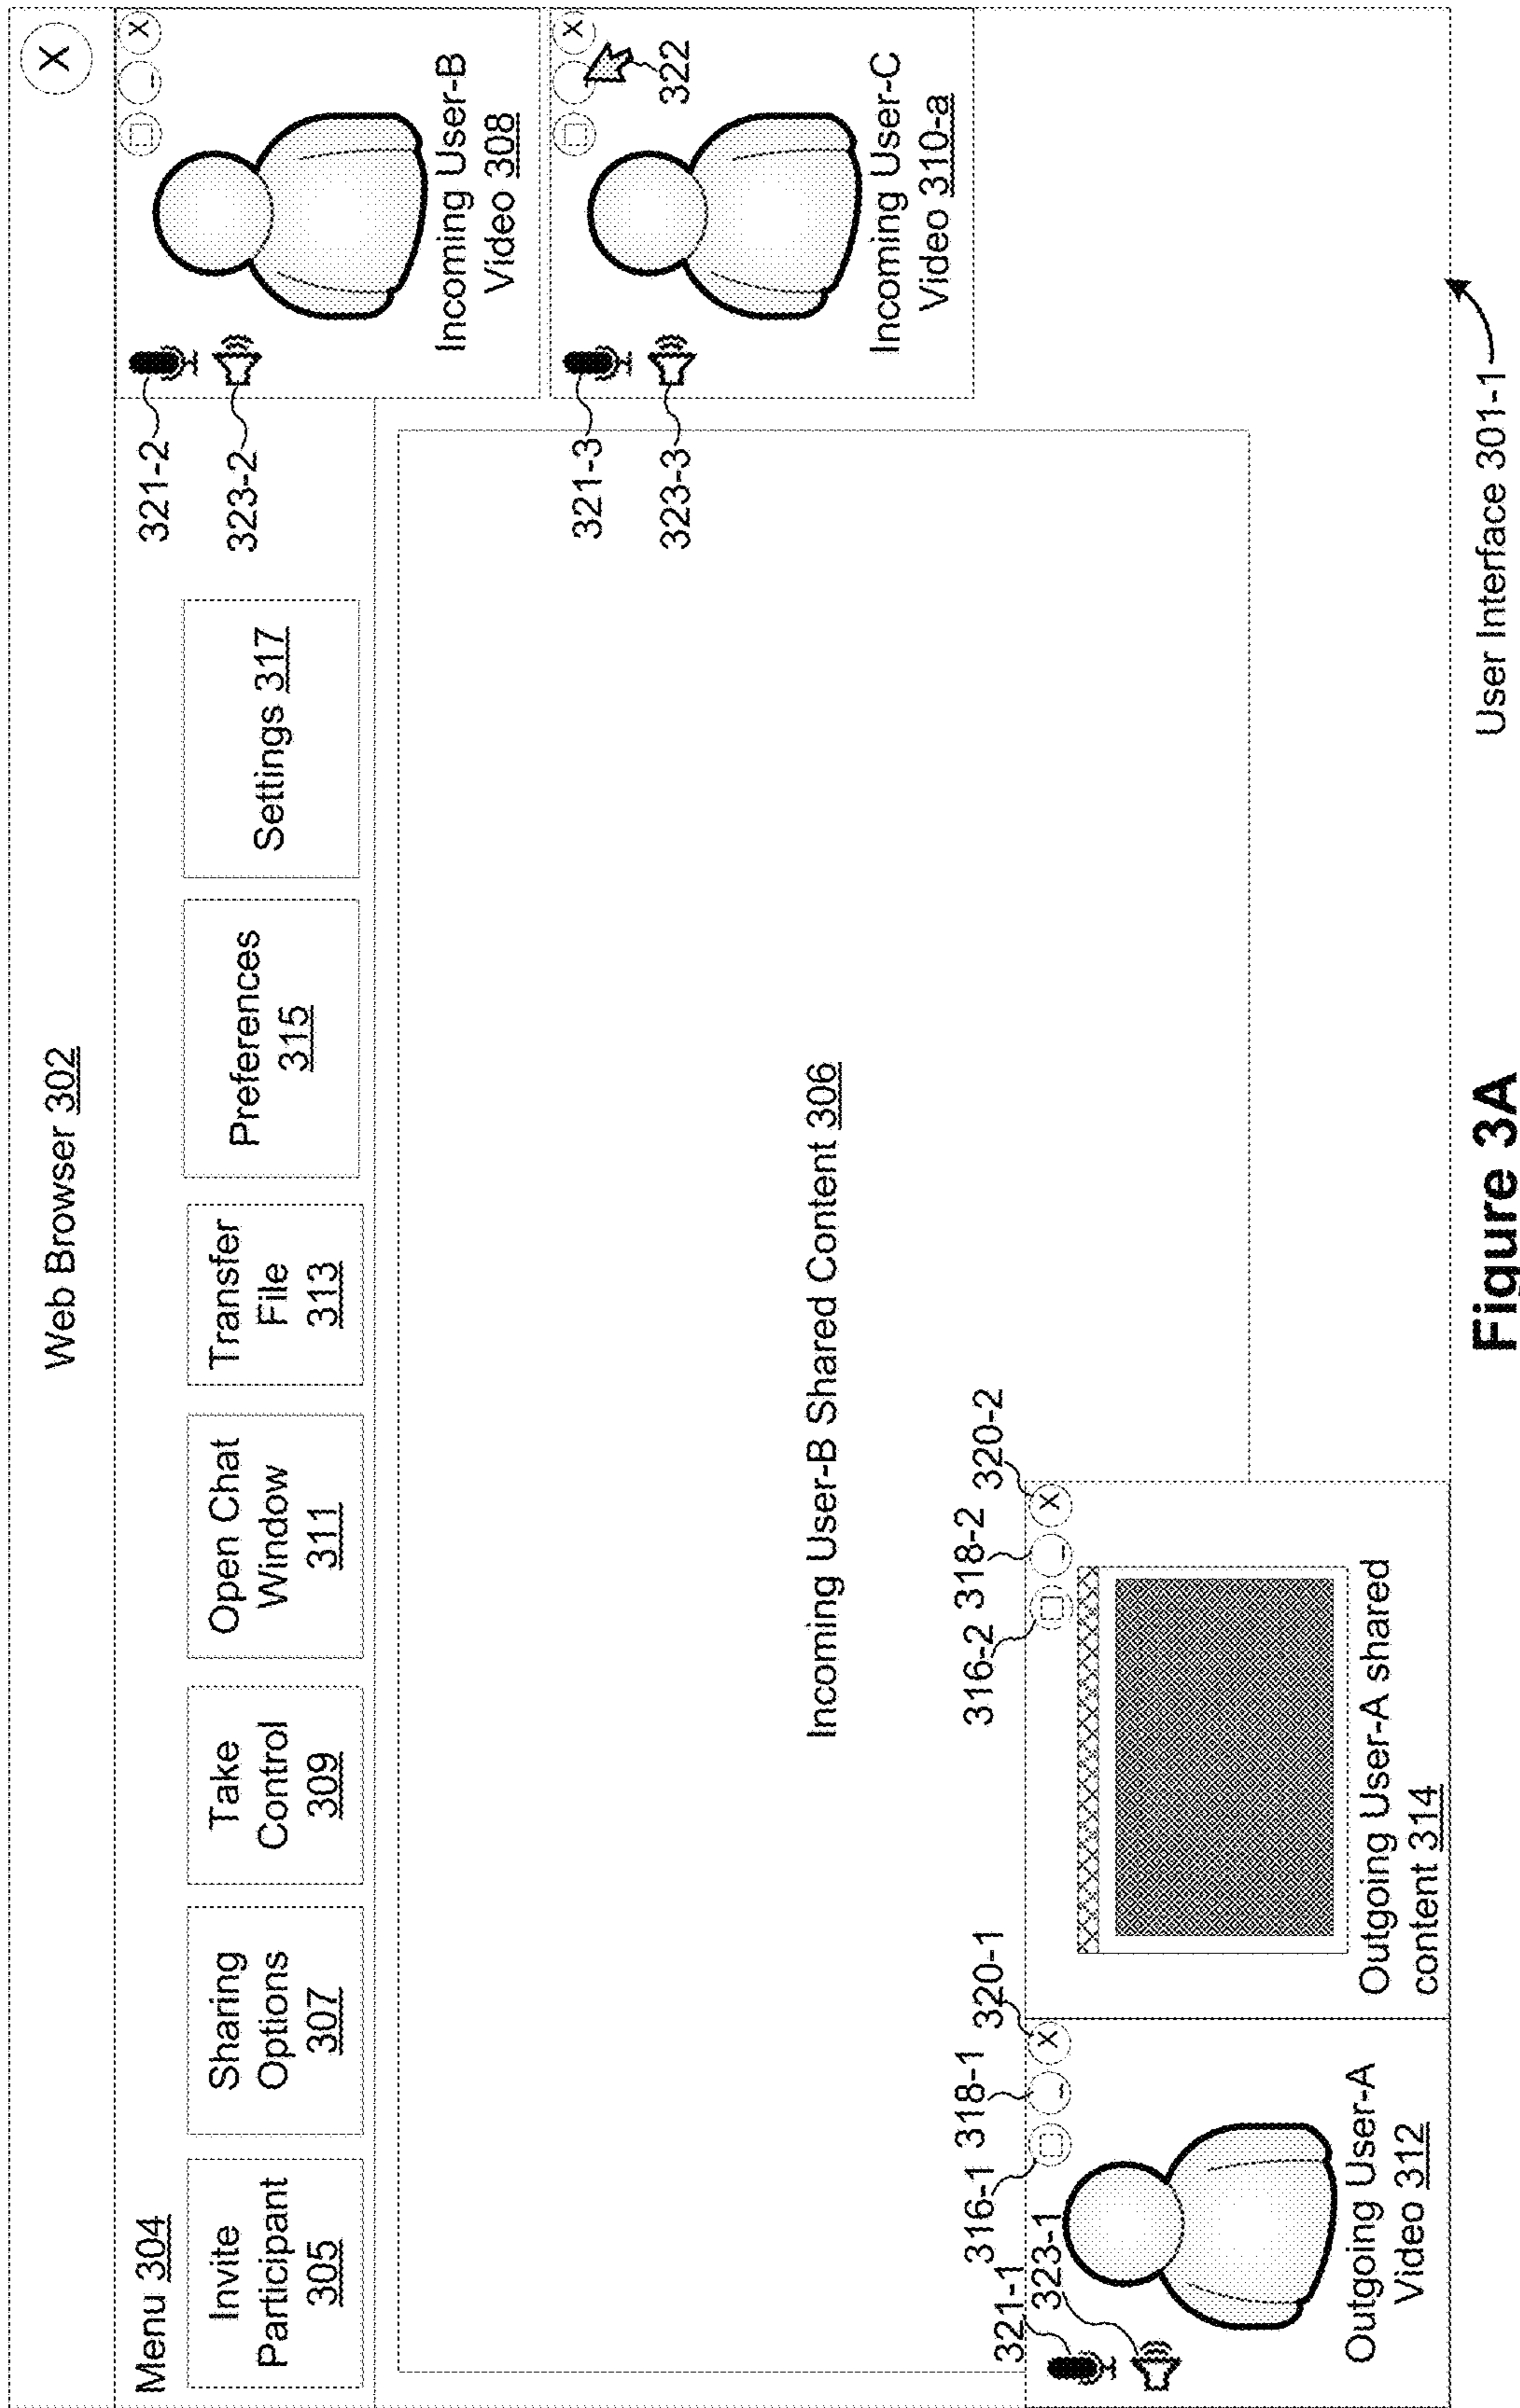 Web Browser 302
X
Menu 304
Invite
Participant
305
Sharing
Options
307
Take
Control
309
Open Chat
Window
311
Transfer
File
313
Preferences
315
Settings 317
321-2
323-2
X
Incoming User-B
Video 308
321-3
323-3
X
322
Incoming User-C
Video 310-a
Incoming User-B Shared Content 306
321-1
323-1
316-1
318-1
320-1
X
Outgoing User-A
Video 312
316-2
318-2
320-2
X
Outgoing User-A shared
content 314
User Interface 301-1
Figure 3A